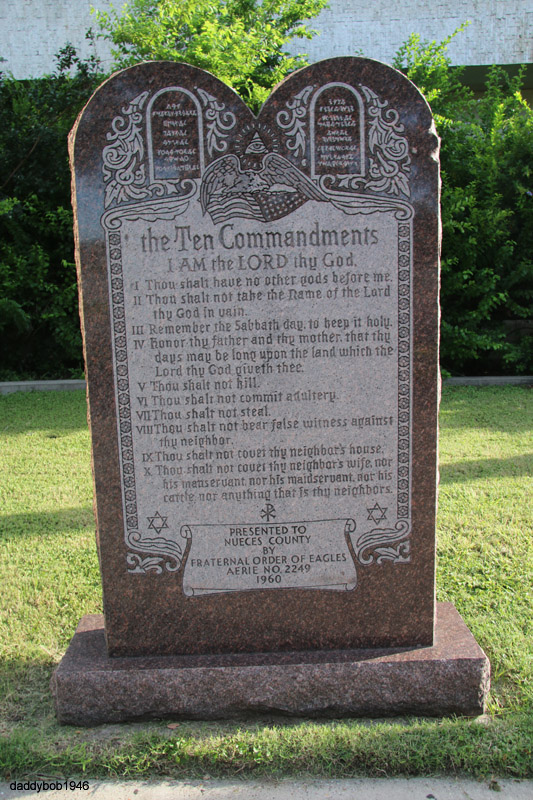 the Ten Commandments
I AM the LORD thy God.
I Thou shalt have no other gods before me.
II Thou shalt not take the Name of the Lord
thy God in vain.
III Remember the Sabbath day, to keep it holy.
IV Honor thy father and thy mother, that thy
days may be long upon the land which the
Lord thy God giveth thee.
V Thou shalt not kill.
VI Thou shalt not commit adultery.
VII Thou shalt not steal.
VIII Thou shalt not bear false witness against
thy neighbor.
IX Thou shalt not covet thy neighbor's house.
X Thou shalt not covet thy neighbor's wife, nor
his manservant, nor his maidservant, nor his
cattle, nor anything that is thy neighbors.
PRESENTED TO
NUECES COUNTY
BY
FRATERNAL ORDER OF EAGLES
AERIE NO. 2249
1960
daddybob1946